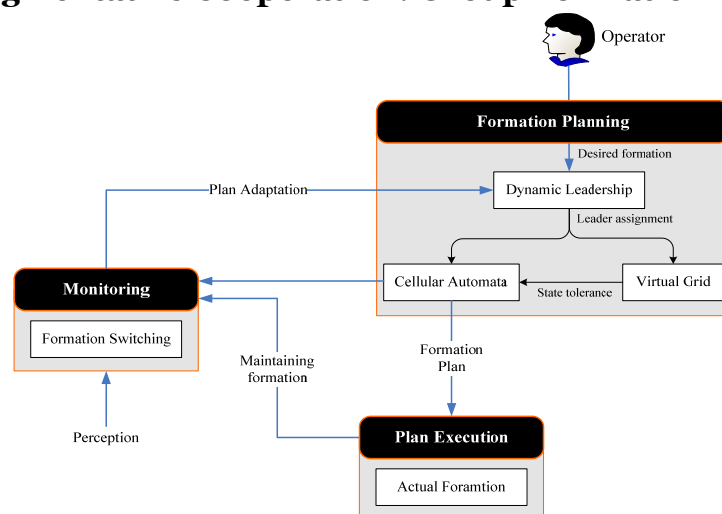 Operator
Formation Planning
Desired formation
Dynamic Leadership
Plan Adaptation
Leader assignment
Cellular Automata
State tolerance
Virtual Grid
Monitoring
Formation Switching
Formation
Plan
Maintaining
formation
Perception
Plan Execution
Actual Foramtion